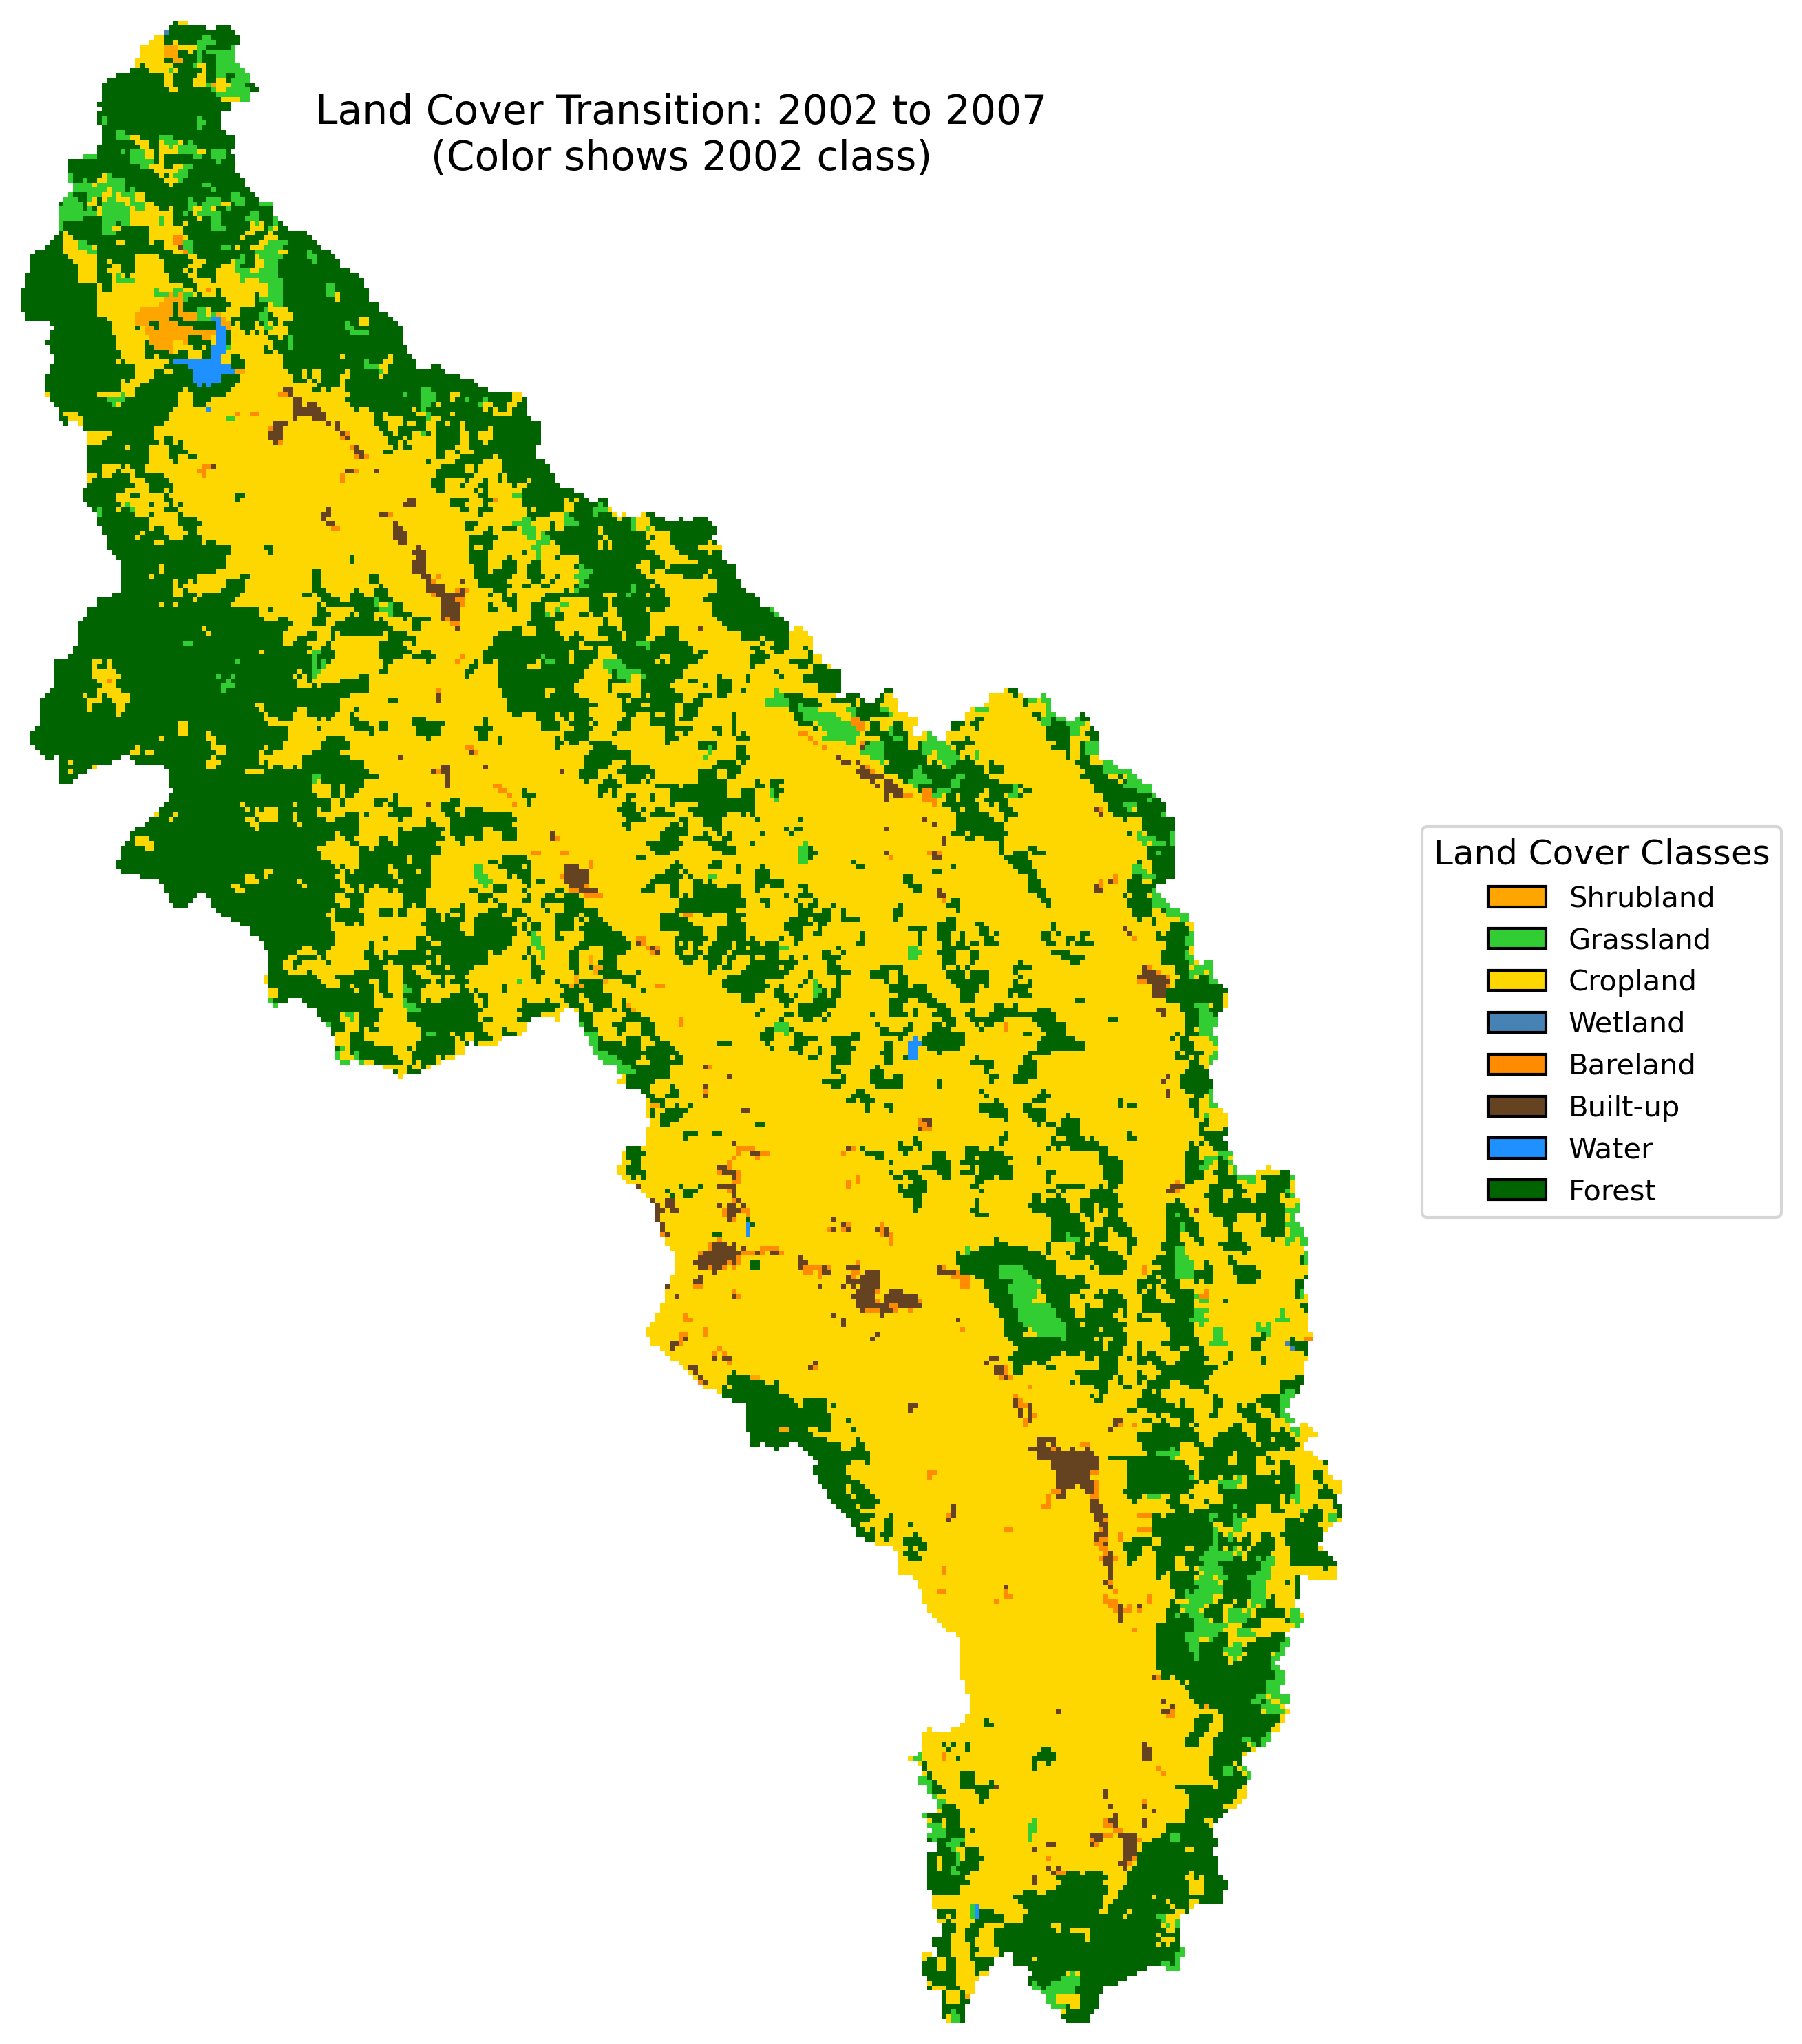 Land Cover Transition: 2002 to 2007
(Color shows 2002 class)
Land Cover Classes
Shrubland
Grassland
Cropland
Wetland
Bareland
Built-up
Water
Forest